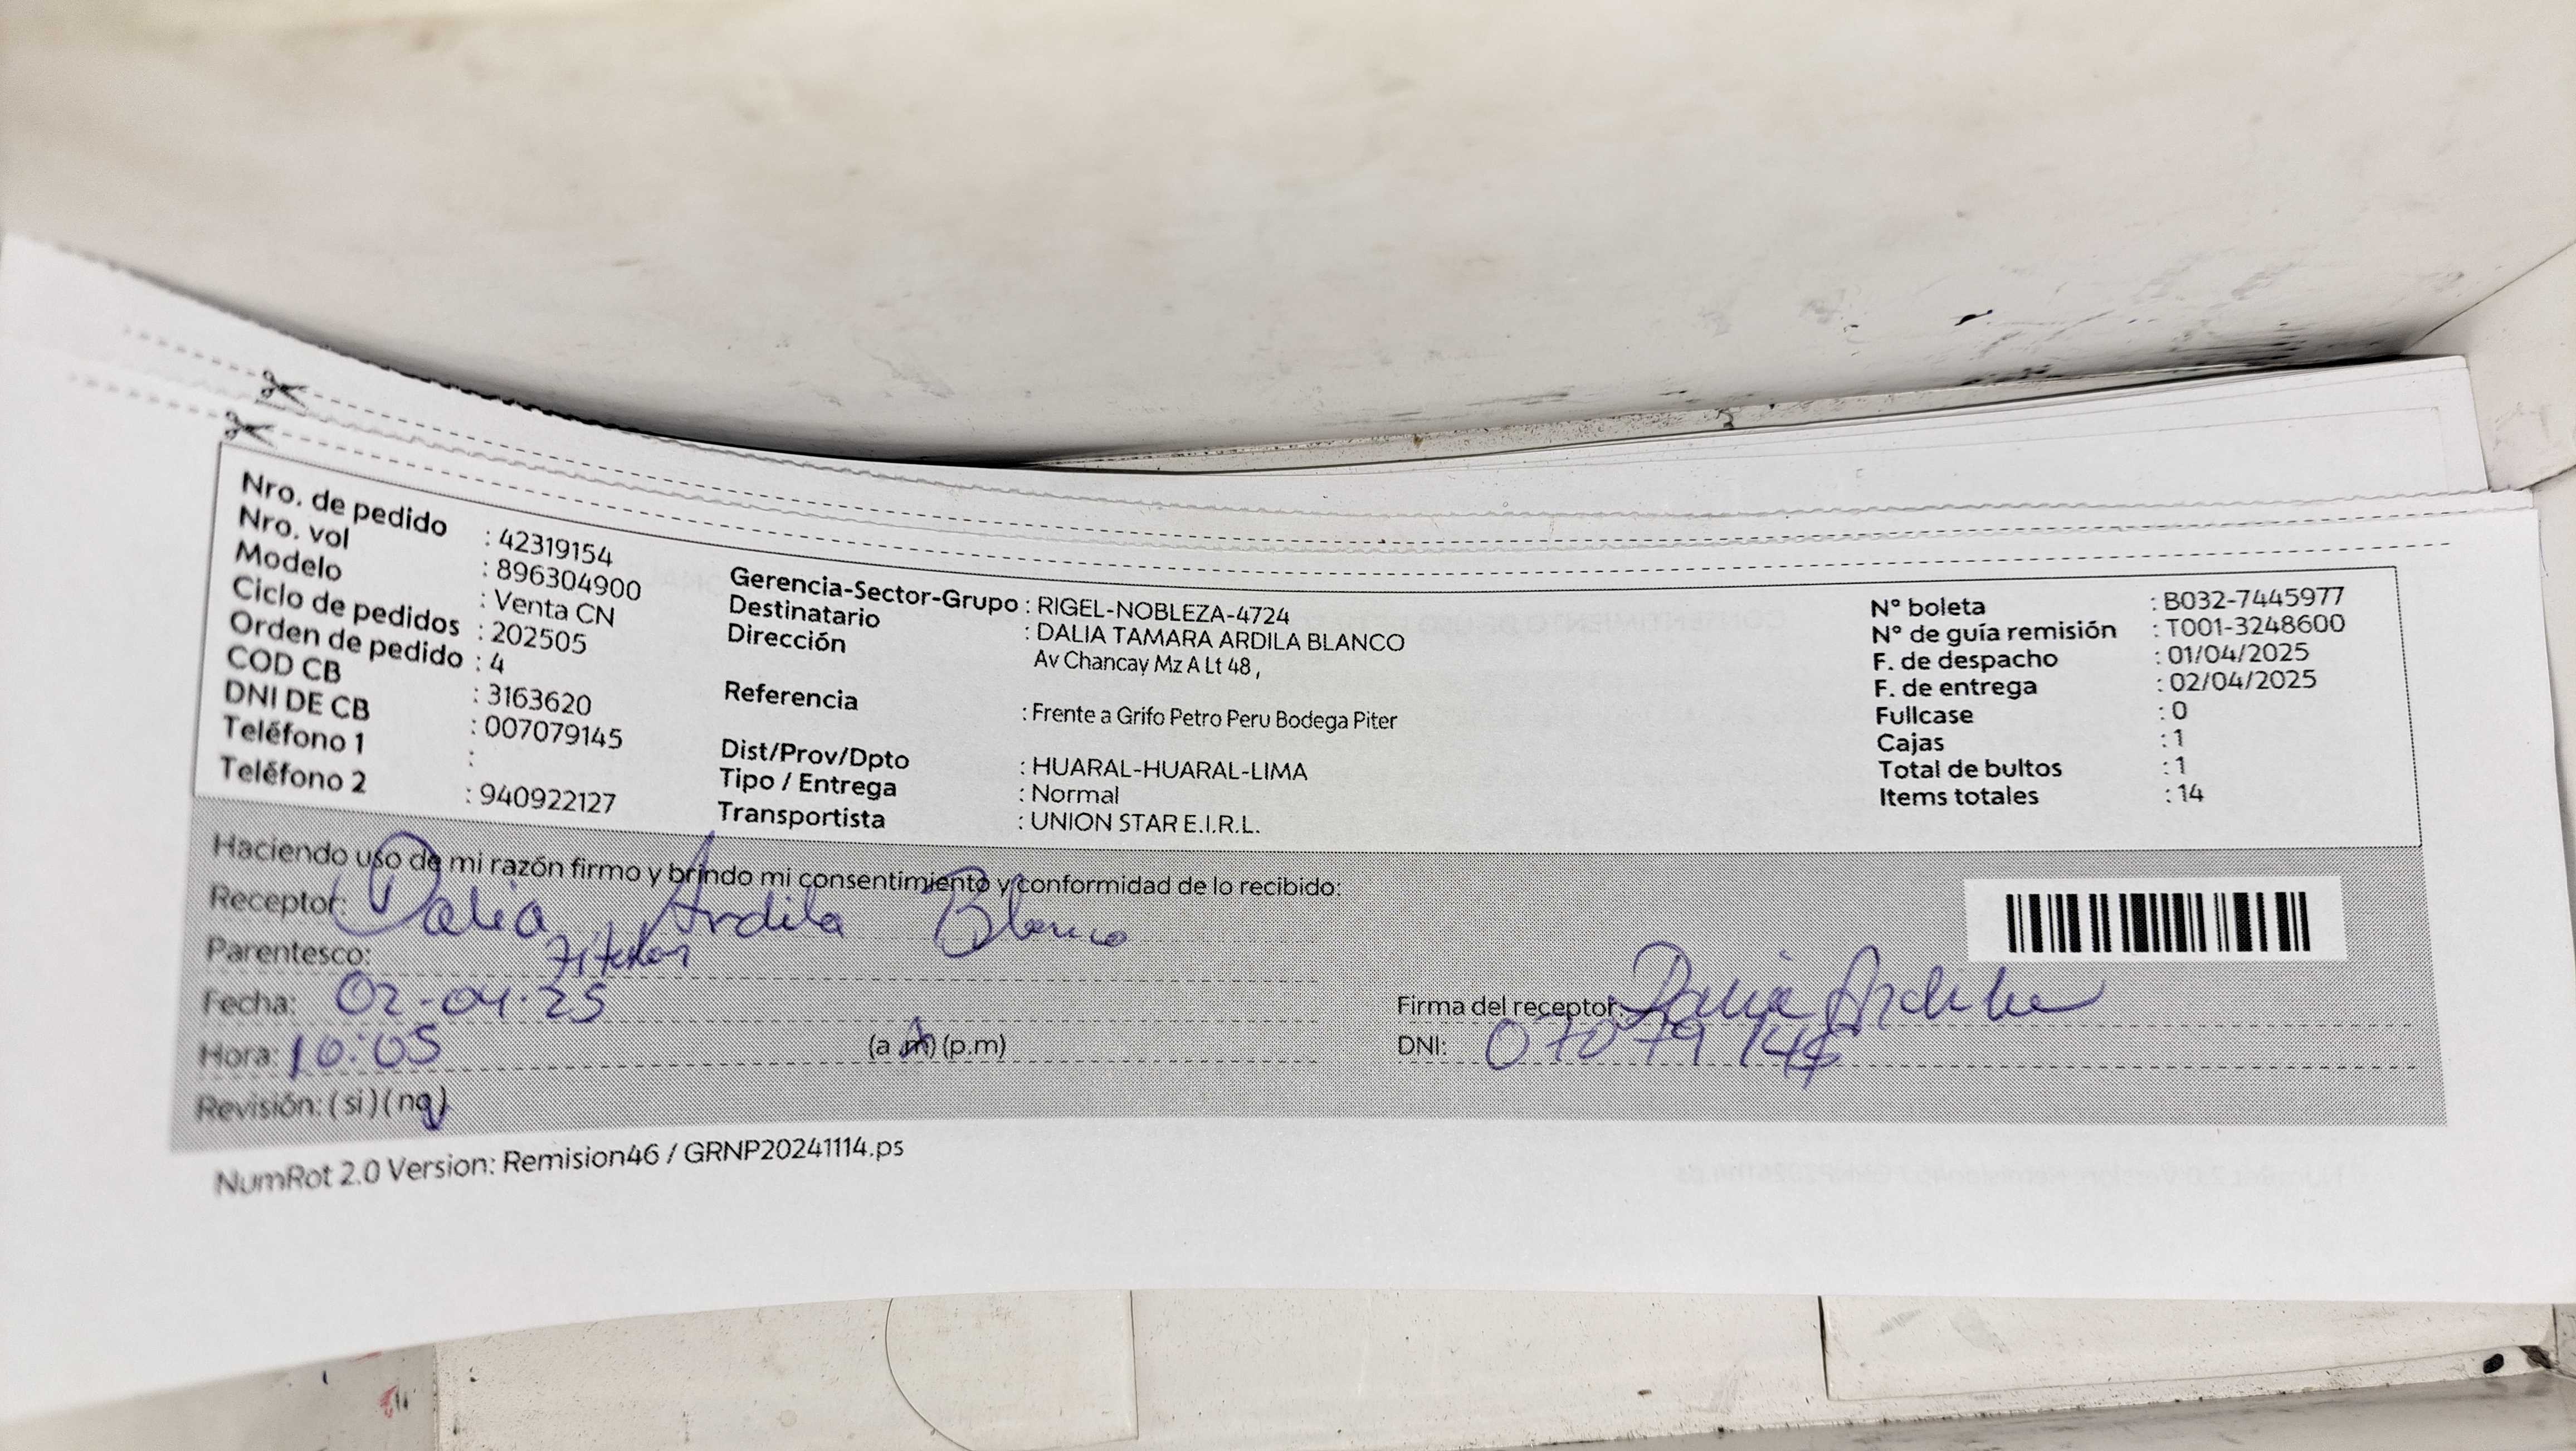 Nro. de pedido : 42319154
Nro. vol : 896304900
Modelo : Venta CN
Ciclo de pedidos : 202505
Orden de pedido : 4
COD CB : 3163620
DNI DE CB : 007079145
Teléfono 1 :
Teléfono 2 : 940922127
Gerencia-Sector-Grupo : RIGEL-NOBLEZA-4724
Destinatario : DALIA TAMARA ARDILA BLANCO
Dirección Av Chancay Mz A Lt 48 ,
Referencia : Frente a Grifo Petro Peru Bodega Piter
Dist/Prov/Dpto : HUARAL-HUARAL-LIMA
Tipo / Entrega : Normal
Transportista : UNION STAR E.I.R.L.
N° boleta : B032-7445977
N° de guía remisión : T001-3248600
F. de despacho : 01/04/2025
F. de entrega : 02/04/2025
Fullcase : 0
Cajas : 1
Total de bultos : 1
Items totales : 14
Haciendo uso de mi razón firmo y brindo mi consentimiento y conformidad de lo recibido:
Receptor: Dalia Ardila Blanco
Parentesco:
Fecha: 02-04-25
Hora: 10:05 (a.m) (p.m)
Revisión: ( si ) ( no )
Firma del receptor: Dalia Ardila
DNI: 07079145
NumRot 2.0 Version: Remision46 / GRNP20241114.ps